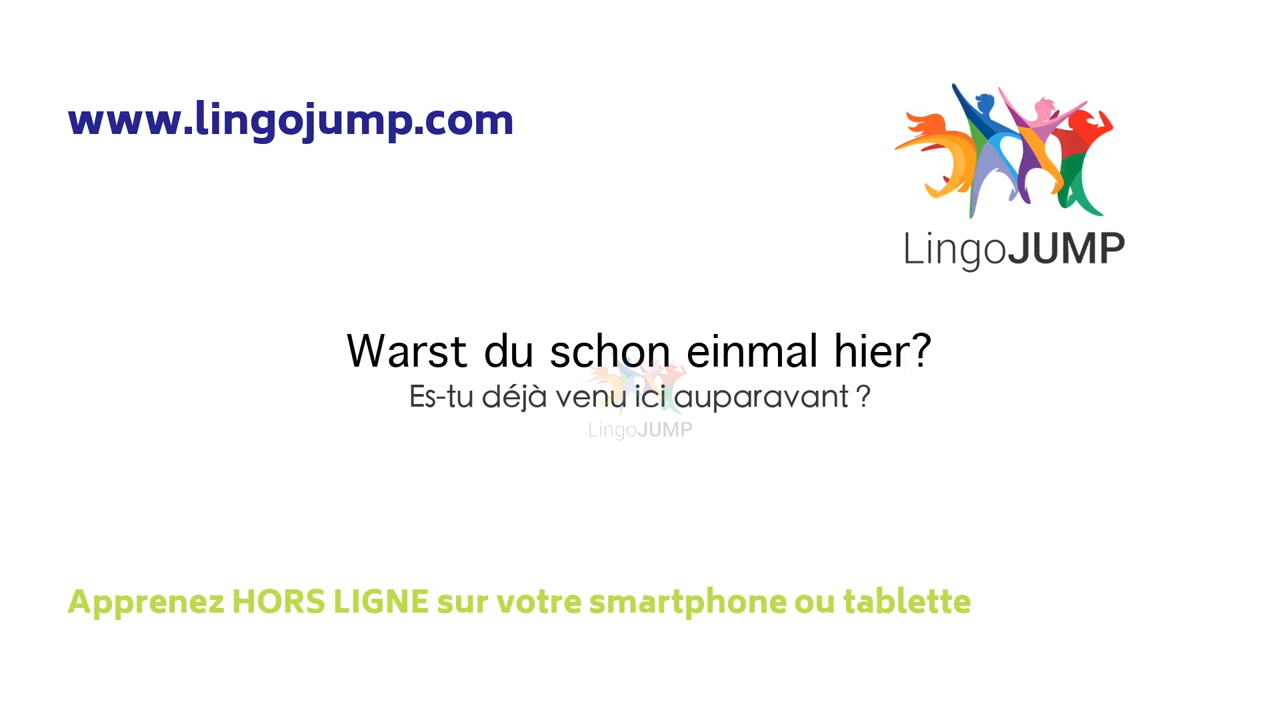 www.lingojump.com
LingoJUMP
Warst du schon einmal hier?
Es-tu déjà venu ici auparavant ?
LingoJUMP
Apprenez HORS LIGNE sur votre smartphone ou tablette